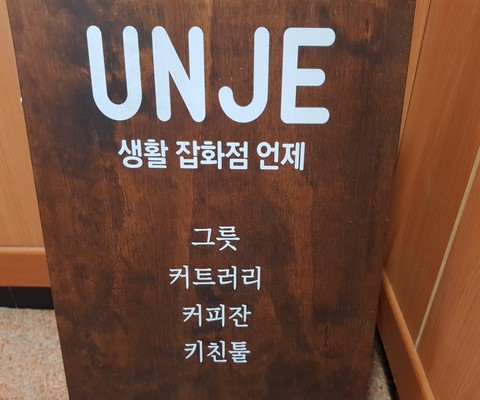 UNJE
생활 잡화점 언제
그릇
커트러리
커피잔
키친툴